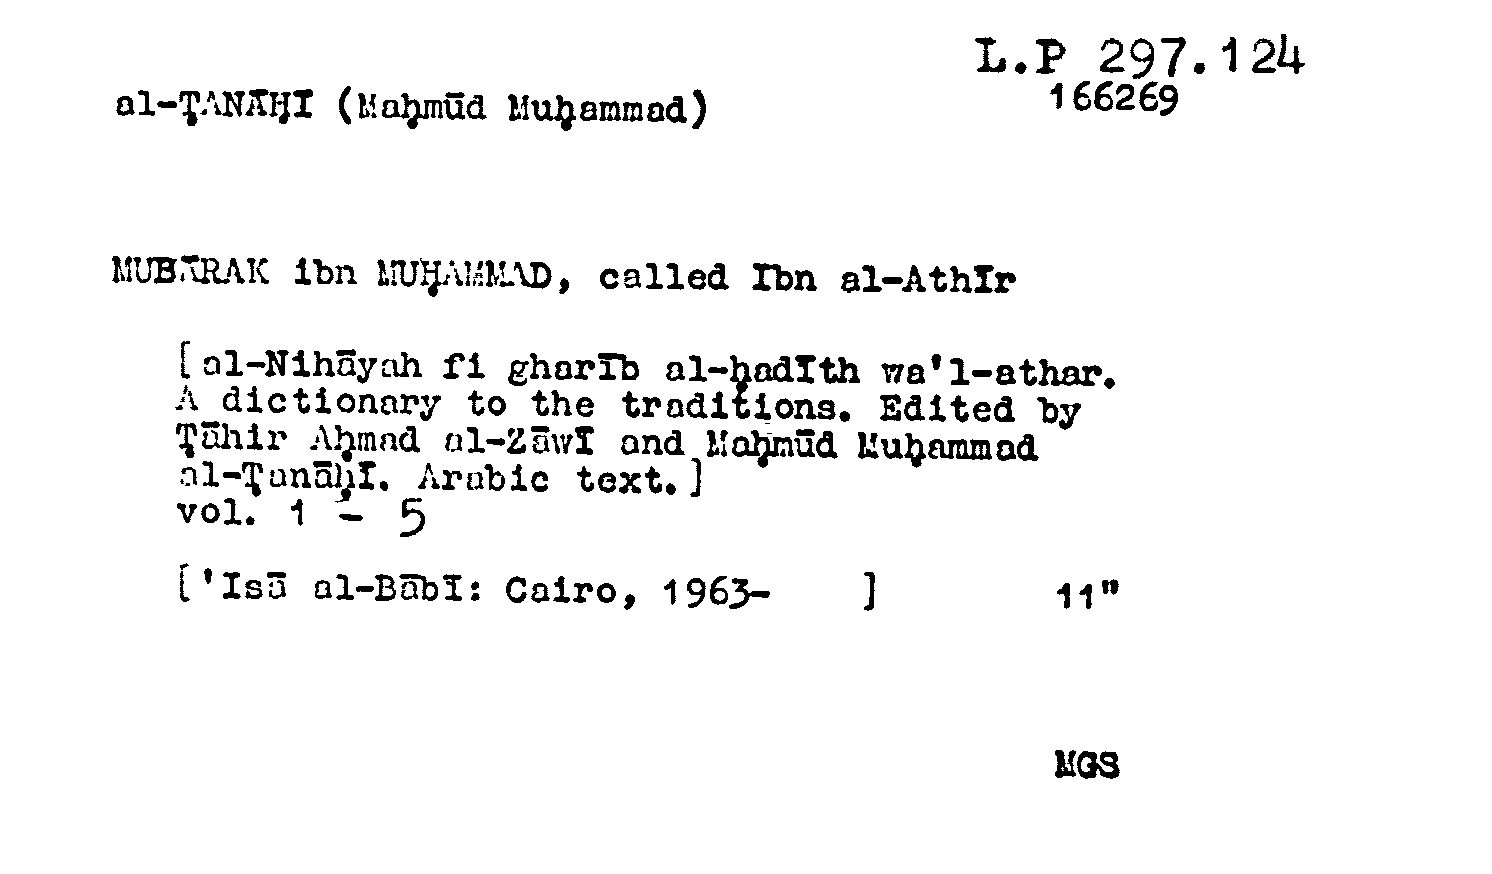 L.P 297.124
166269
al-ṬANĀḤĪ (Maḥmūd Muḥammad)
MUBĀRAK ibn MUḤAMMAD, called Ibn al-Athīr
[al-Nihāyah fi gharīb al-ḥadīth wa'l-athar.
A dictionary to the traditions. Edited by
Ṭāhir Aḥmad al-Zāwī and Maḥmūd Muḥammad
al-Ṭanāḥī. Arabic text.]
vol. 1 - 5
['Isā al-Bābī: Cairo, 1963- ] 11"
MGS